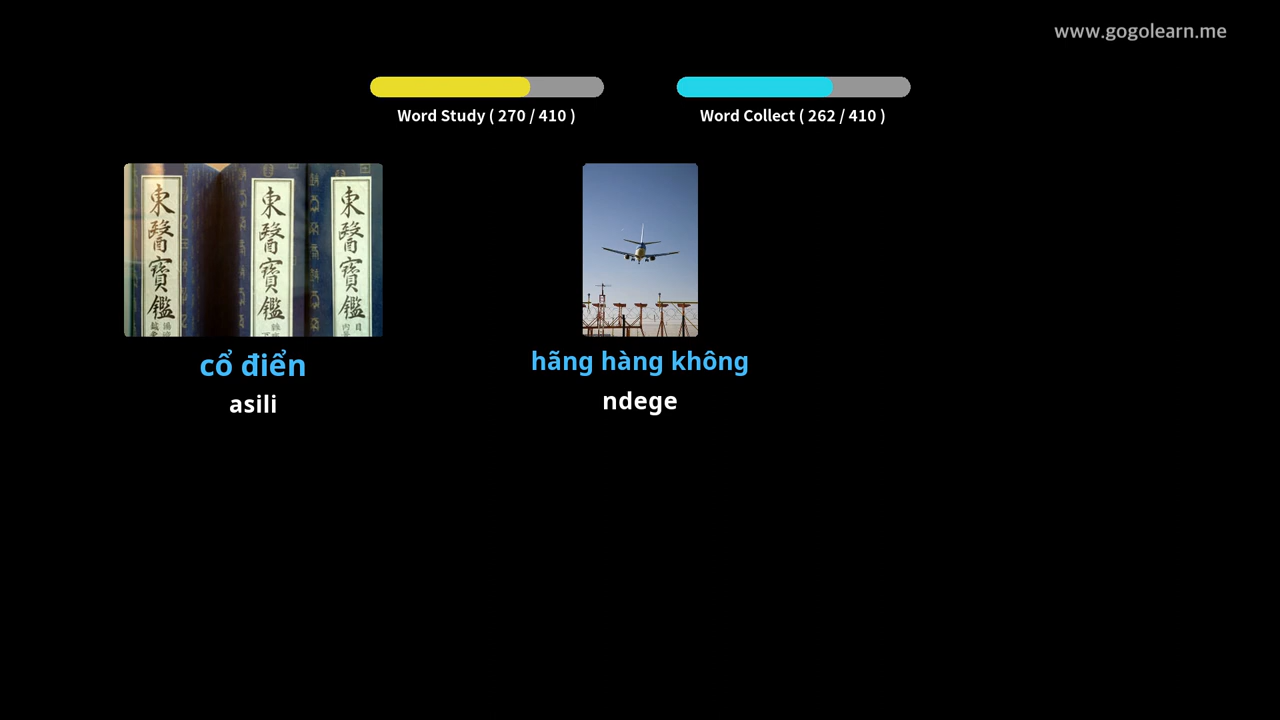 www.gogolearn.me
Word Study ( 270 / 410 )
Word Collect ( 262 / 410 )
東醫寶鑑
東醫寶鑑
東醫寶鑑
cổ điển
asili
hãng hàng không
ndege